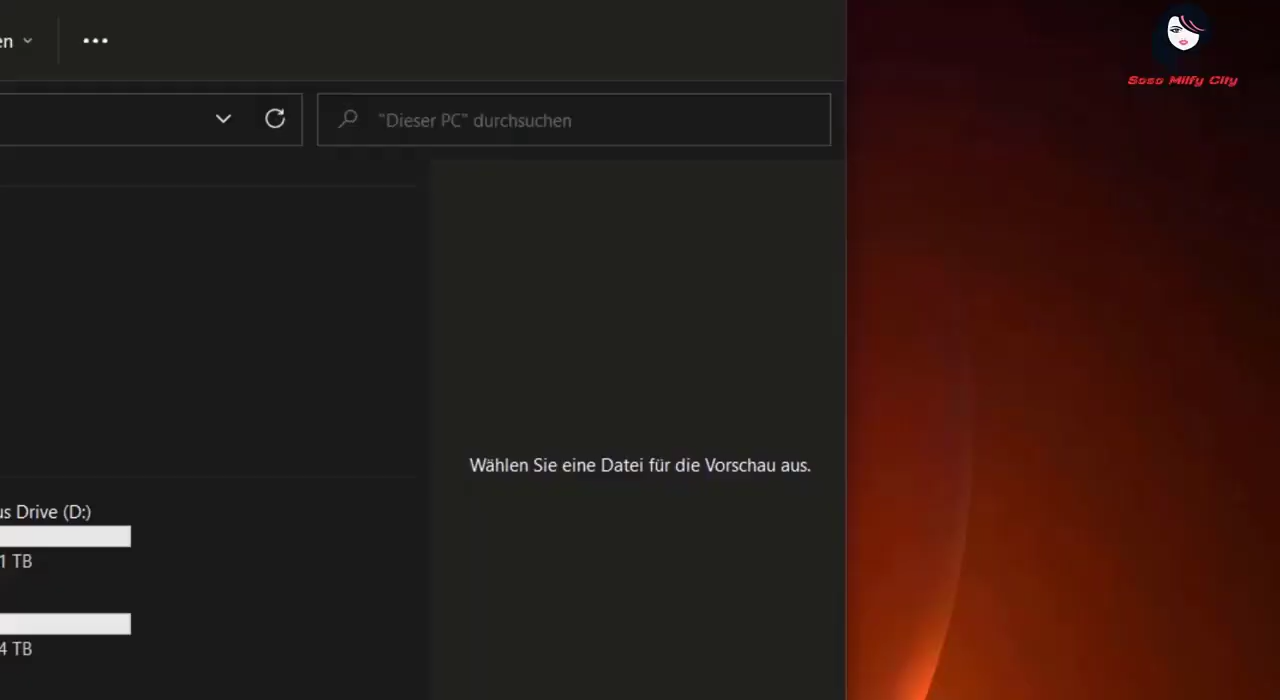 en
"Dieser PC" durchsuchen
Wählen Sie eine Datei für die Vorschau aus.
us Drive (D:)
1 TB
4 TB
Soso Milfy City